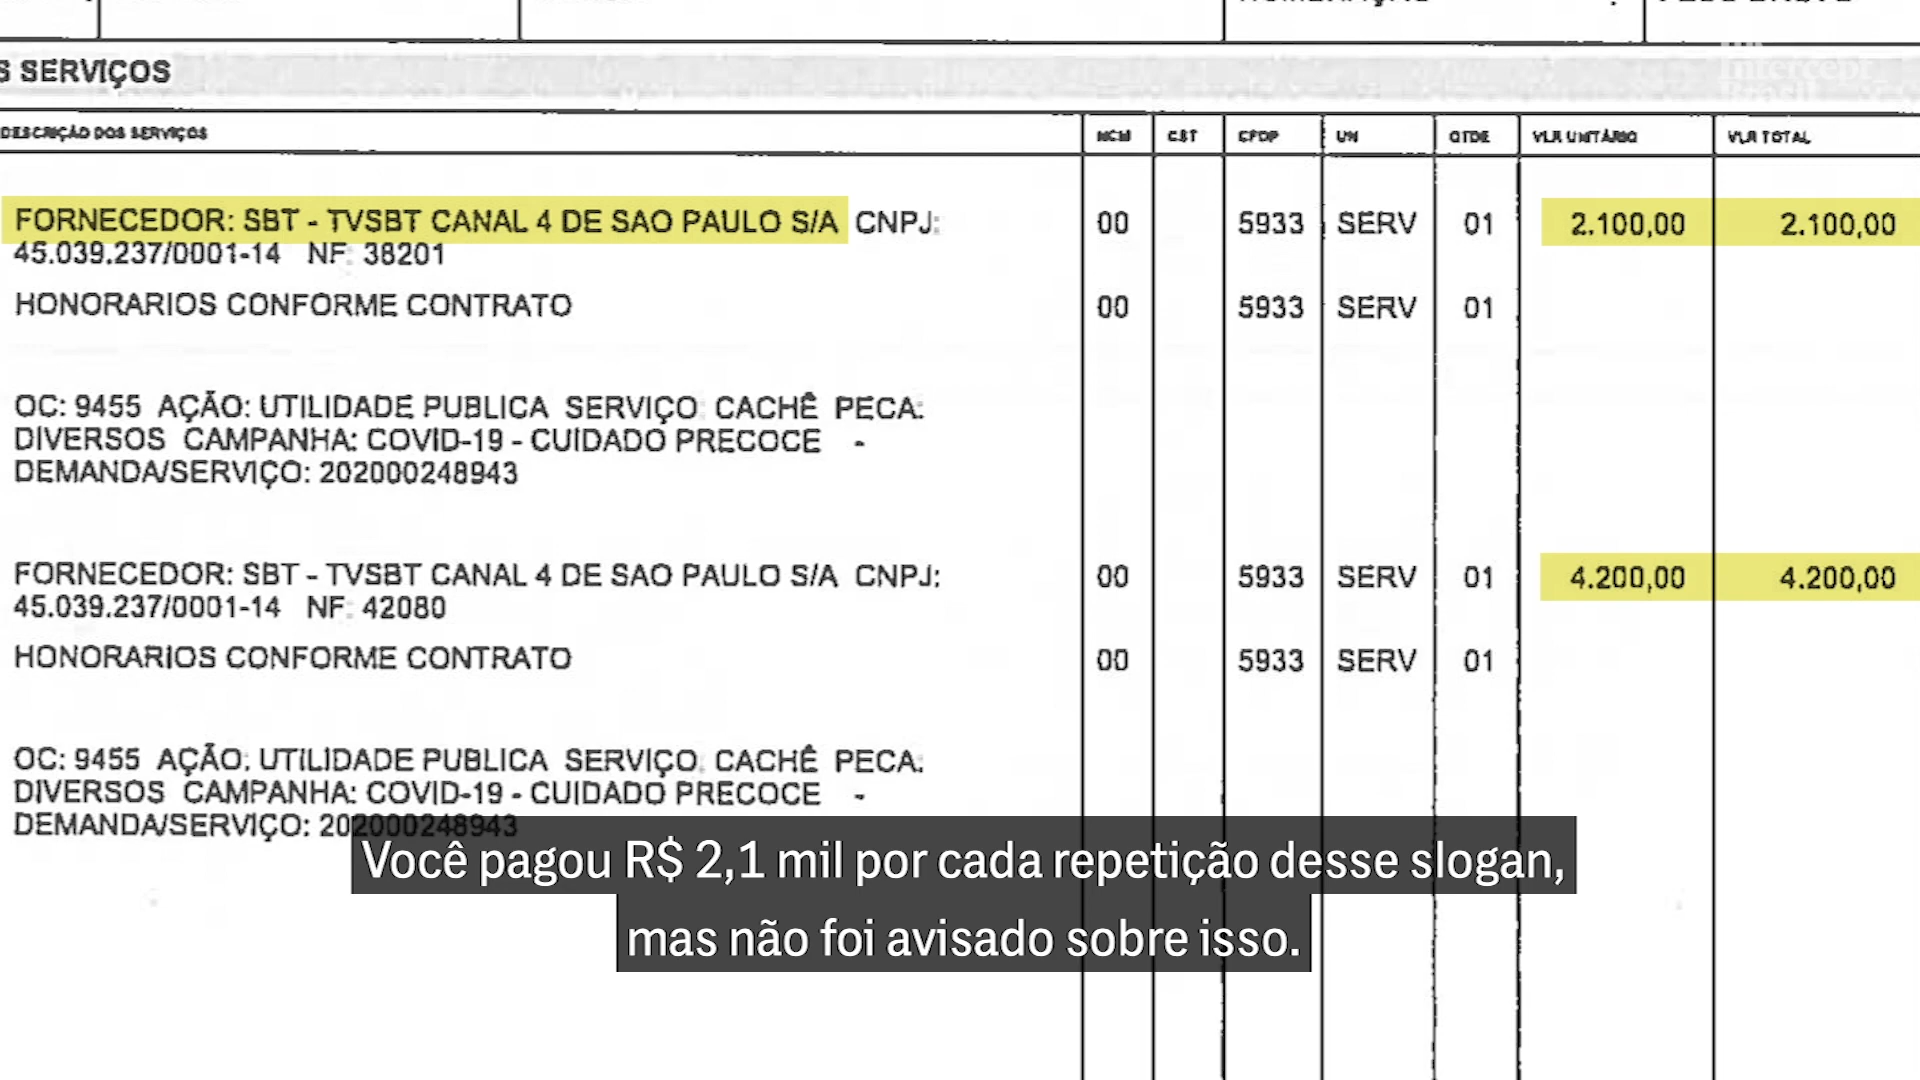 S SERVIÇOS
Intercept_
Brasil
DESCRIÇÃO DOS SERVIÇOS NCM CST CFOP UN QTDE VLR UNITÁRIO VLR TOTAL
FORNECEDOR: SBT - TVSBT CANAL 4 DE SAO PAULO S/A CNPJ: 00 5933 SERV 01 2.100,00 2.100,00
45.039.237/0001-14 NF: 38201
HONORARIOS CONFORME CONTRATO 00 5933 SERV 01
OC: 9455 AÇÃO: UTILIDADE PUBLICA SERVIÇO: CACHÊ PECA:
DIVERSOS CAMPANHA: COVID-19 - CUIDADO PRECOCE -
DEMANDA/SERVIÇO: 202000248943
FORNECEDOR: SBT - TVSBT CANAL 4 DE SAO PAULO S/A CNPJ: 00 5933 SERV 01 4.200,00 4.200,00
45.039.237/0001-14 NF: 42080
HONORARIOS CONFORME CONTRATO 00 5933 SERV 01
OC: 9455 AÇÃO: UTILIDADE PUBLICA SERVIÇO: CACHÊ PECA:
DIVERSOS CAMPANHA: COVID-19 - CUIDADO PRECOCE -
DEMANDA/SERVIÇO: 202000248943
Você pagou R$ 2,1 mil por cada repetição desse slogan,
mas não foi avisado sobre isso.